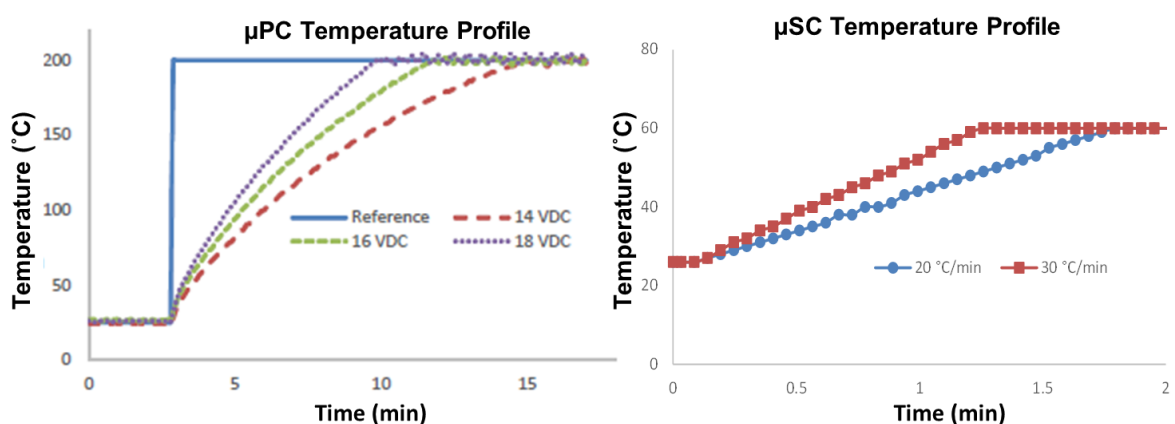 µPC Temperature Profile
Temperature (˚C)
200
150
100
50
0
Reference
14 VDC
16 VDC
18 VDC
0
5
10
15
Time (min)
µSC Temperature Profile
Temperature (˚C)
80
60
40
20
0
20 °C/min
30 °C/min
0
0.5
1
1.5
2
Time (min)